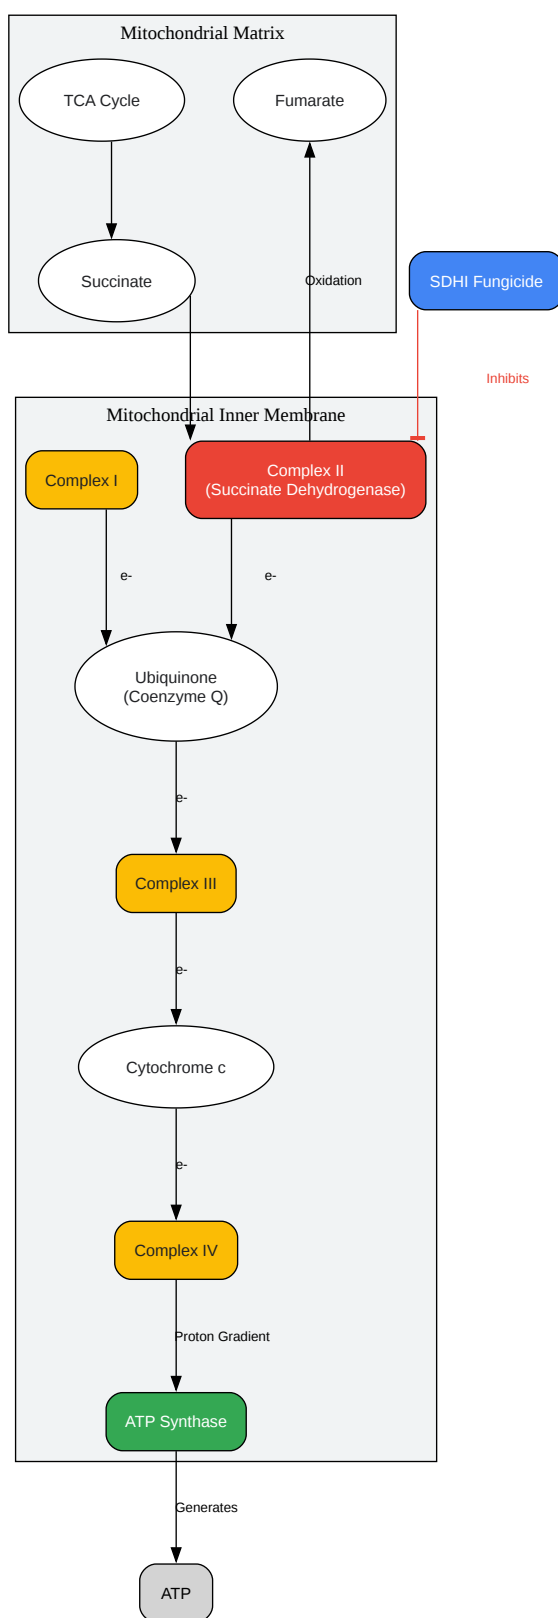 Mitochondrial Matrix
TCA Cycle
Fumarate
Succinate
Oxidation
SDHI Fungicide
Inhibits
Mitochondrial Inner Membrane
Complex I
Complex II
(Succinate Dehydrogenase)
e-
e-
Ubiquinone
(Coenzyme Q)
e-
Complex III
e-
Cytochrome c
e-
Complex IV
Proton Gradient
ATP Synthase
Generates
ATP